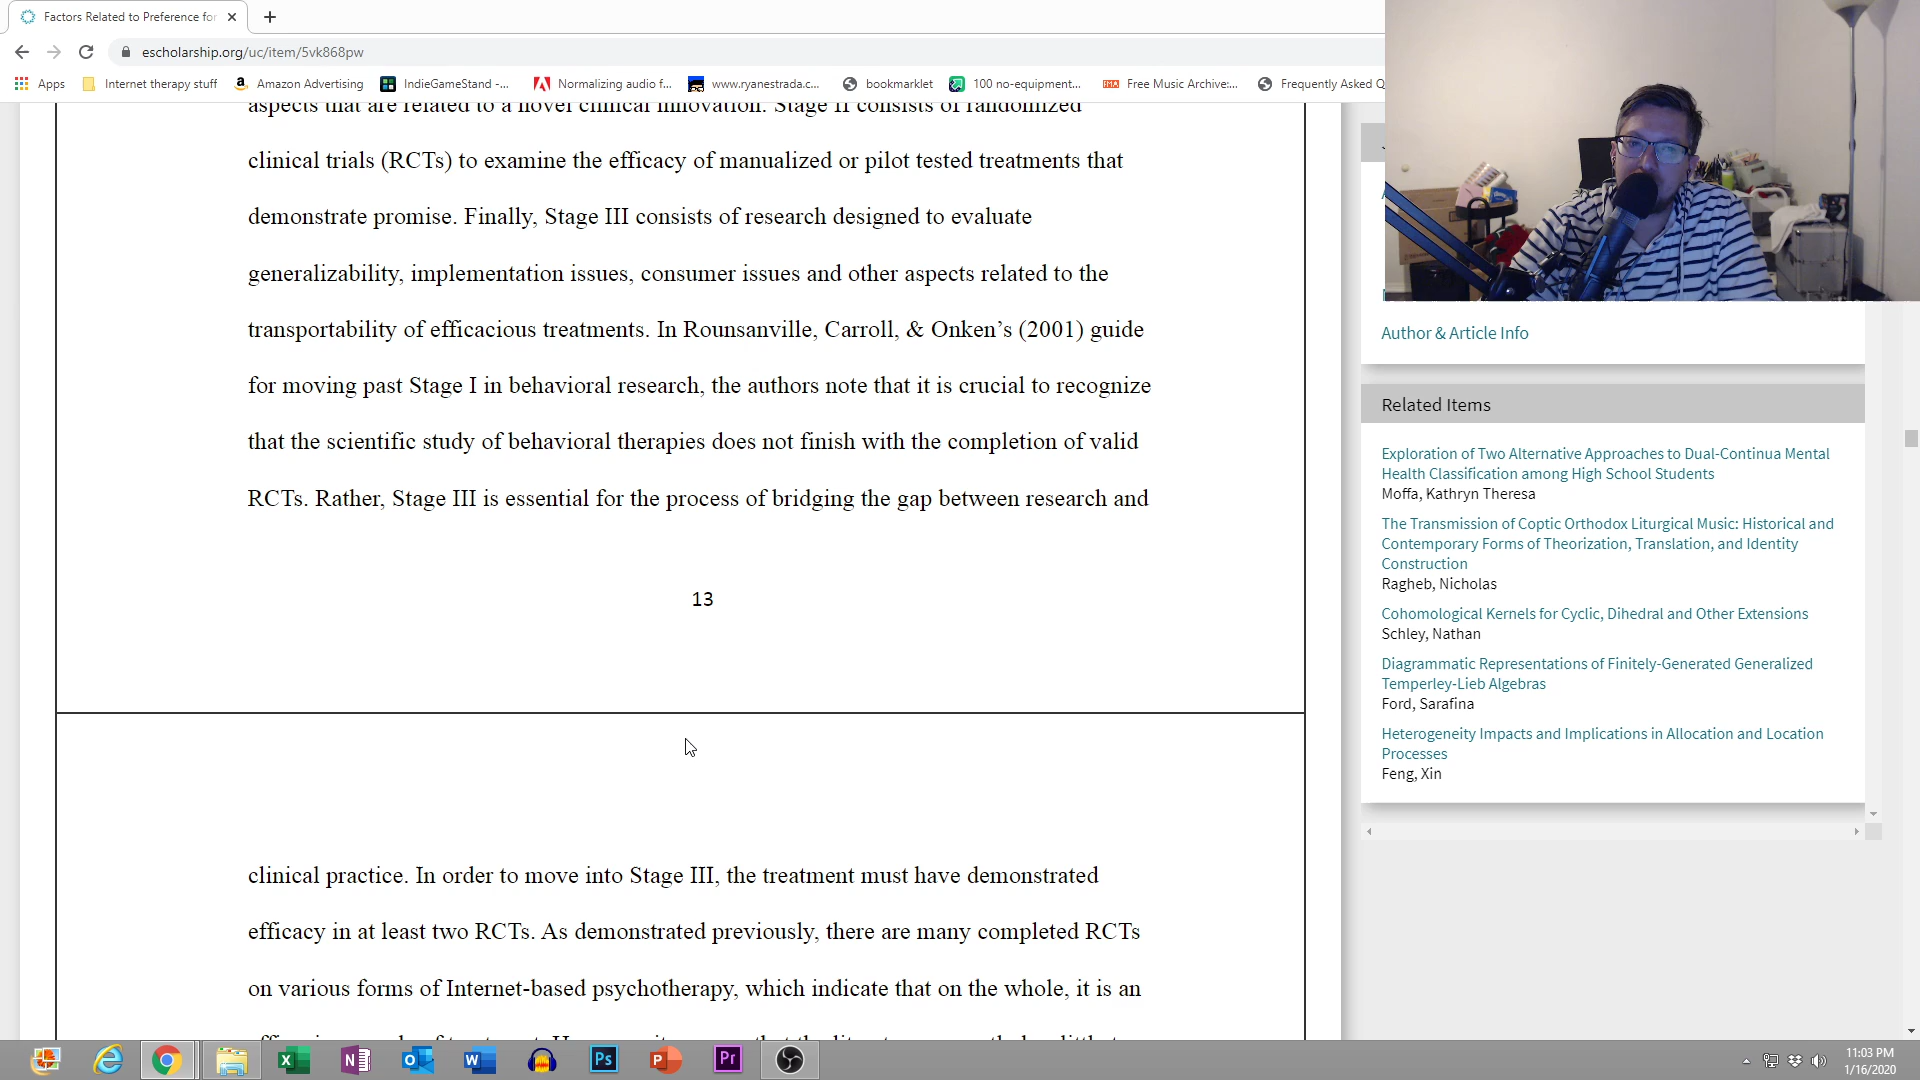 Factors Related to Preference for
escholarship.org/uc/item/5vk868pw
Apps
Internet therapy stuff
Amazon Advertising
IndieGameStand -...
Normalizing audio f...
www.ryanestrada.c...
bookmarklet
100 no-equipment...
Free Music Archive:...
Frequently Asked Q
aspects that are related to a novel clinical innovation. Stage II consists of randomized
clinical trials (RCTs) to examine the efficacy of manualized or pilot tested treatments that
demonstrate promise. Finally, Stage III consists of research designed to evaluate
generalizability, implementation issues, consumer issues and other aspects related to the
transportability of efficacious treatments. In Rounsanville, Carroll, & Onken’s (2001) guide
for moving past Stage I in behavioral research, the authors note that it is crucial to recognize
that the scientific study of behavioral therapies does not finish with the completion of valid
RCTs. Rather, Stage III is essential for the process of bridging the gap between research and
13
clinical practice. In order to move into Stage III, the treatment must have demonstrated
efficacy in at least two RCTs. As demonstrated previously, there are many completed RCTs
on various forms of Internet-based psychotherapy, which indicate that on the whole, it is an
Author & Article Info
Related Items
Exploration of Two Alternative Approaches to Dual-Continua Mental
Health Classification among High School Students
Moffa, Kathryn Theresa
The Transmission of Coptic Orthodox Liturgical Music: Historical and
Contemporary Forms of Theorization, Translation, and Identity
Construction
Ragheb, Nicholas
Cohomological Kernels for Cyclic, Dihedral and Other Extensions
Schley, Nathan
Diagrammatic Representations of Finitely-Generated Generalized
Temperley-Lieb Algebras
Ford, Sarafina
Heterogeneity Impacts and Implications in Allocation and Location
Processes
Feng, Xin
11:03 PM
1/16/2020